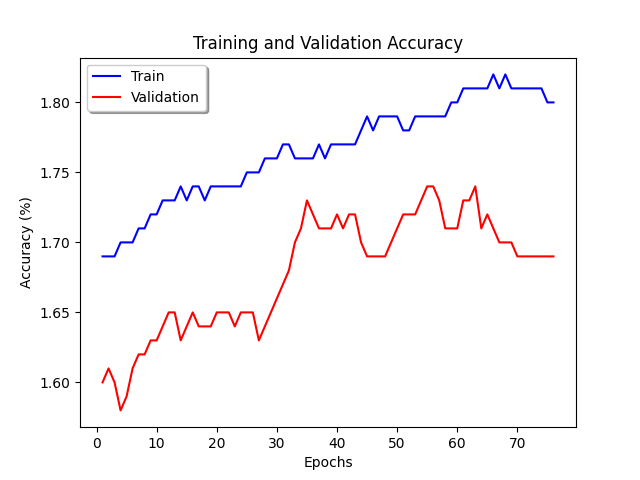 Training and Validation Accuracy
Train
Validation
Accuracy (%)
1.80
1.75
1.70
1.65
1.60
0 10 20 30 40 50 60 70
Epochs